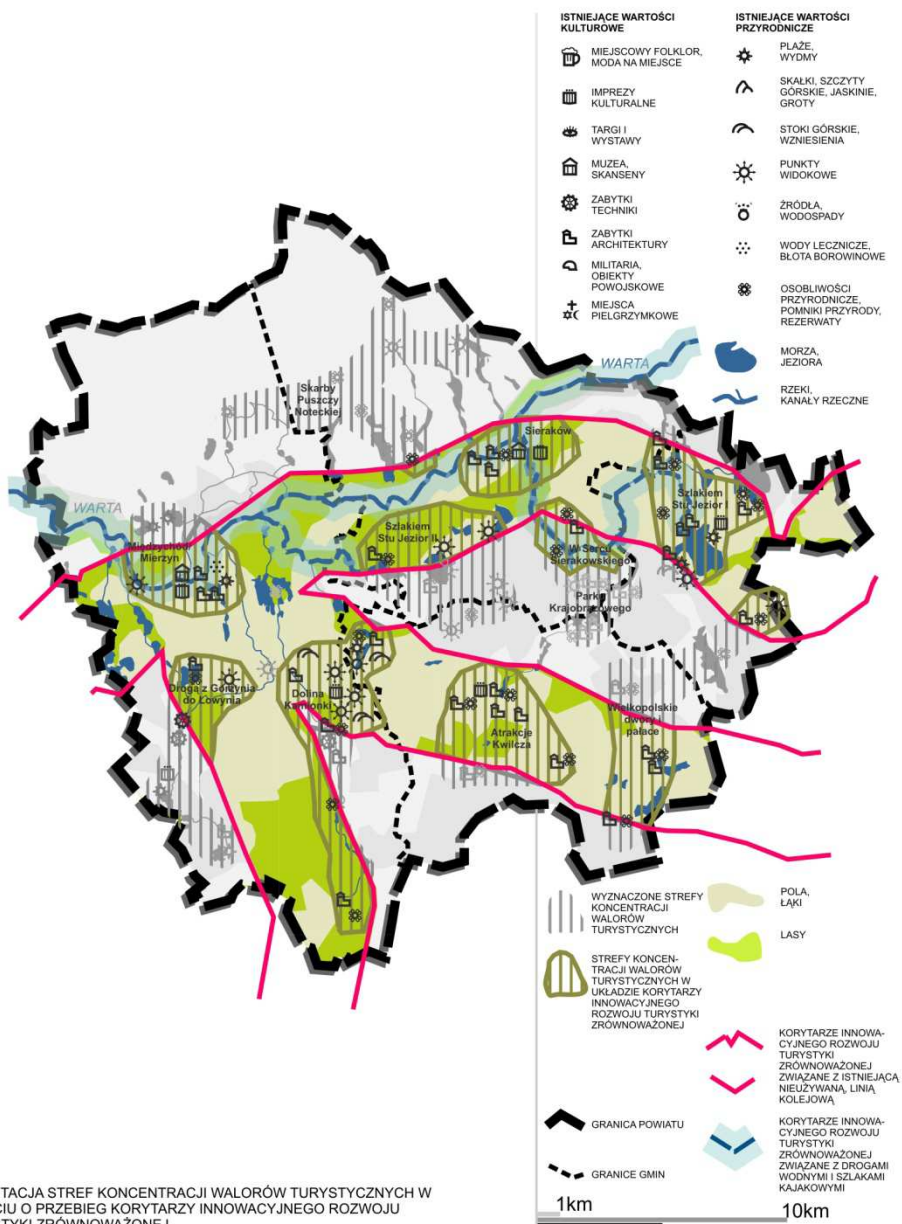 ISTNIEJĄCE WARTOŚCI
KULTUROWE
MIEJSCOWY FOLKLOR,
MODA NA MIEJSCE
IMPREZY
KULTURALNE
TARGI I
WYSTAWY
MUZEA,
SKANSENY
ZABYTKI
TECHNIKI
ZABYTKI
ARCHITEKTURY
MILITARIA,
OBIEKTY
POWOJSKOWE
MIEJSCA
PIELGRZYMKOWE
ISTNIEJĄCE WARTOŚCI
PRZYRODNICZE
PLAŻE,
WYDMY
SKAŁKI, SZCZYTY
GÓRSKIE, JASKINIE,
GROTY
STOKI GÓRSKIE,
WZNIESIENIA
PUNKTY
WIDOKOWE
ŹRÓDŁA,
WODOSPADY
WODY LECZNICZE,
BŁOTA BOROWINOWE
OSOBLIWOŚCI
PRZYRODNICZE,
POMNIKI PRZYRODY,
REZERWATY
MORZA,
JEZIORA
RZEKI,
KANAŁY RZECZNE
WARTA
Skarby
Puszczy
Noteckiej
Sieraków
WARTA
Szlakiem
Stu Jezior I
Szlakiem
Stu Jezior II
Międzychód/
Mierzyn
W Sercu
Sierakowskiego
Parku
Krajobrazowego
Drogą z Gorzynia
do Łowynia
Dolina
Kamionki
Atrakcje
Kwilcza
Wielkopolskie
dwory i
pałace
WYZNACZONE STREFY
KONCENTRACJI
WALORÓW
TURYSTYCZNYCH
STREFY KONCEN-
TRACJI WALORÓW
TURYSTYCZNYCH W
UKŁADZIE KORYTARZY
INNOWACYJNEGO
ROZWOJU TURYSTYKI
ZRÓWNOWAŻONEJ
GRANICA POWIATU
GRANICE GMIN
POLA,
ŁĄKI
LASY
KORYTARZE INNOWA-
CYJNEGO ROZWOJU
TURYSTYKI
ZRÓWNOWAŻONEJ
ZWIĄZANE Z ISTNIEJĄCĄ
NIEUŻYWANĄ, LINIĄ
KOLEJOWĄ
KORYTARZE INNOWA-
CYJNEGO ROZWOJU
TURYSTYKI
ZRÓWNOWAŻONEJ
ZWIĄZANE Z DROGAMI
WODNYMI I SZLAKAMI
KAJAKOWYMI
1km
10km
TACJA STREF KONCENTRACJI WALORÓW TURYSTYCZNYCH W
CIU O PRZEBIEG KORYTARZY INNOWACYJNEGO ROZWOJU